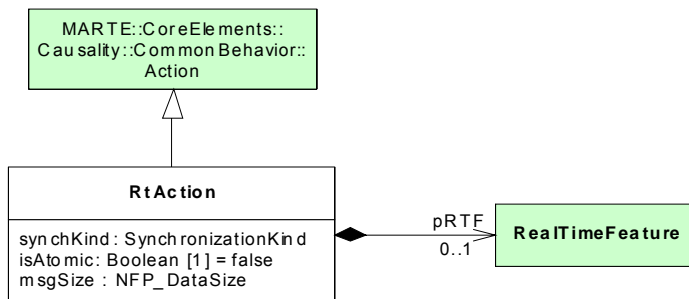 MARTE::CoreElements::
Causality::CommonBehavior::
Action
RtAction
synchKind: SynchronizationKind
isAtomic: Boolean [1] = false
msgSize : NFP_DataSize
pRTF
0..1
RealTimeFeature